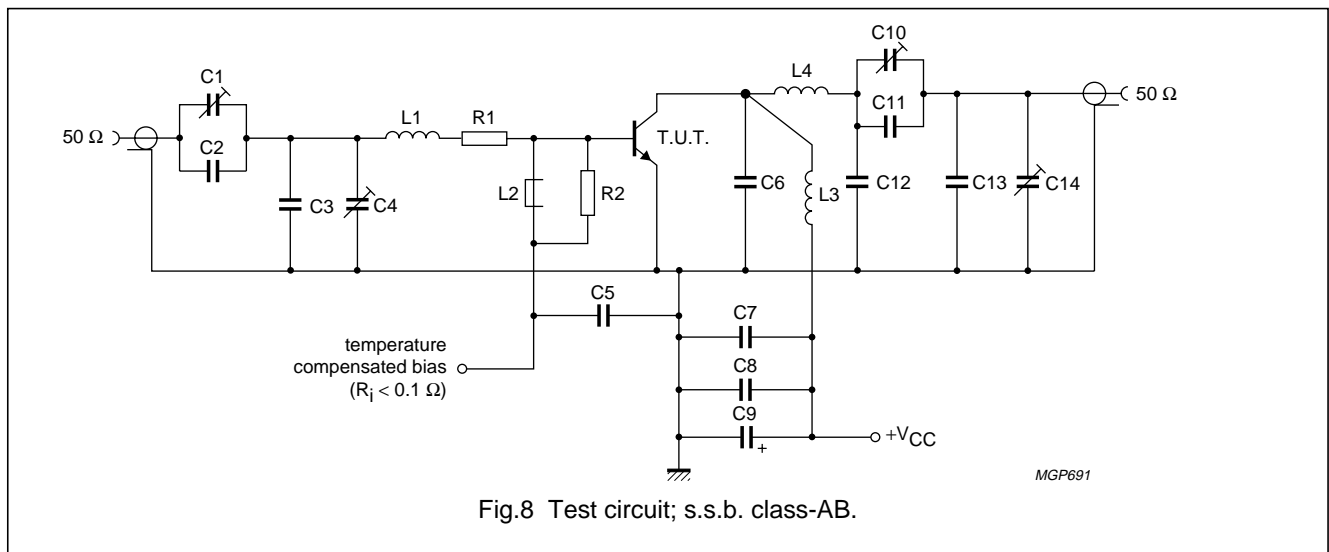 C10
C1
L4
50 Ω
50 Ω
L1
R1
C11
T.U.T.
C2
C3
C4
L2
R2
C6
L3
C12
C13
C14
C5
C7
temperature
compensated bias
(Ri < 0.1 Ω)
C8
C9
+
+VCC
MGP691
Fig.8 Test circuit; s.s.b. class-AB.